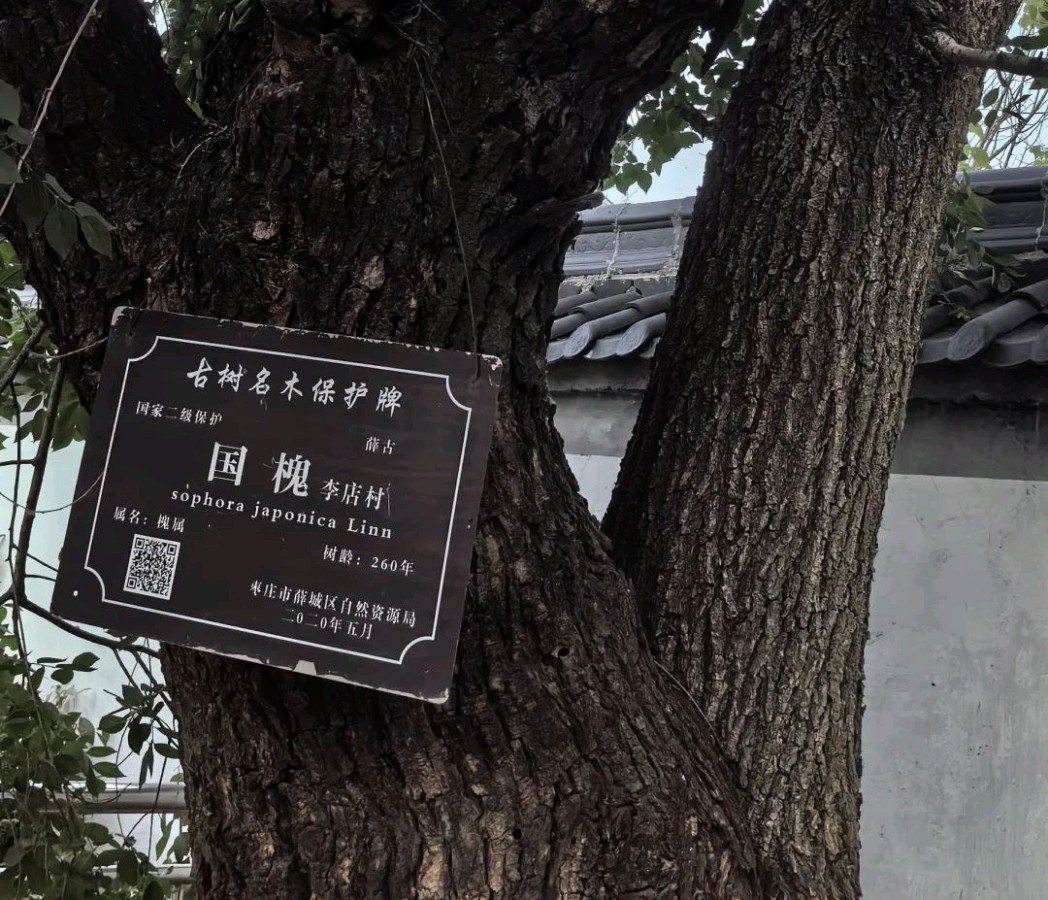 古树名木保护牌
国家二级保护
薛古
国槐 李店村
sophora japonica Linn
属名：槐属
树龄：260年
枣庄市薛城区自然资源局
二〇二〇年五月